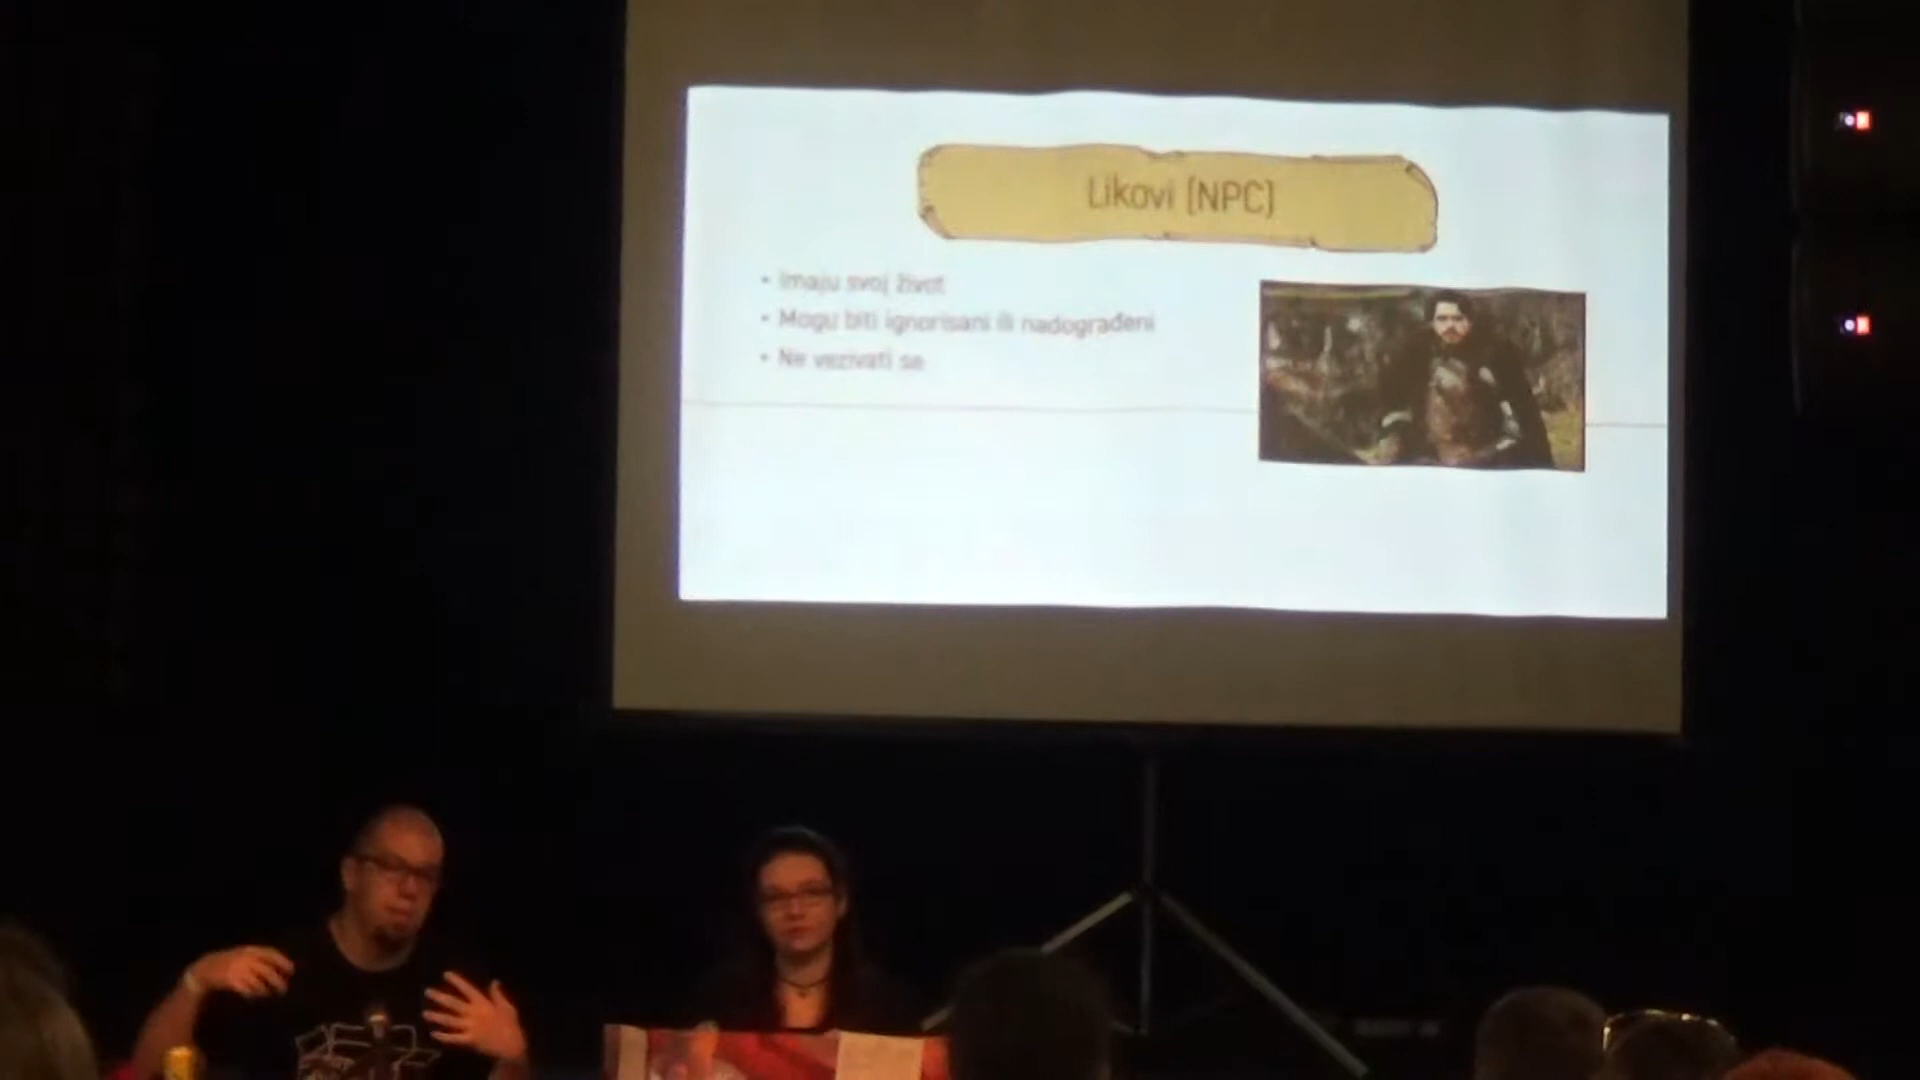 Likovi (NPC)
• Imaju svoj život
• Mogu biti ignorisani ili nadograđeni
• Ne vezivati se